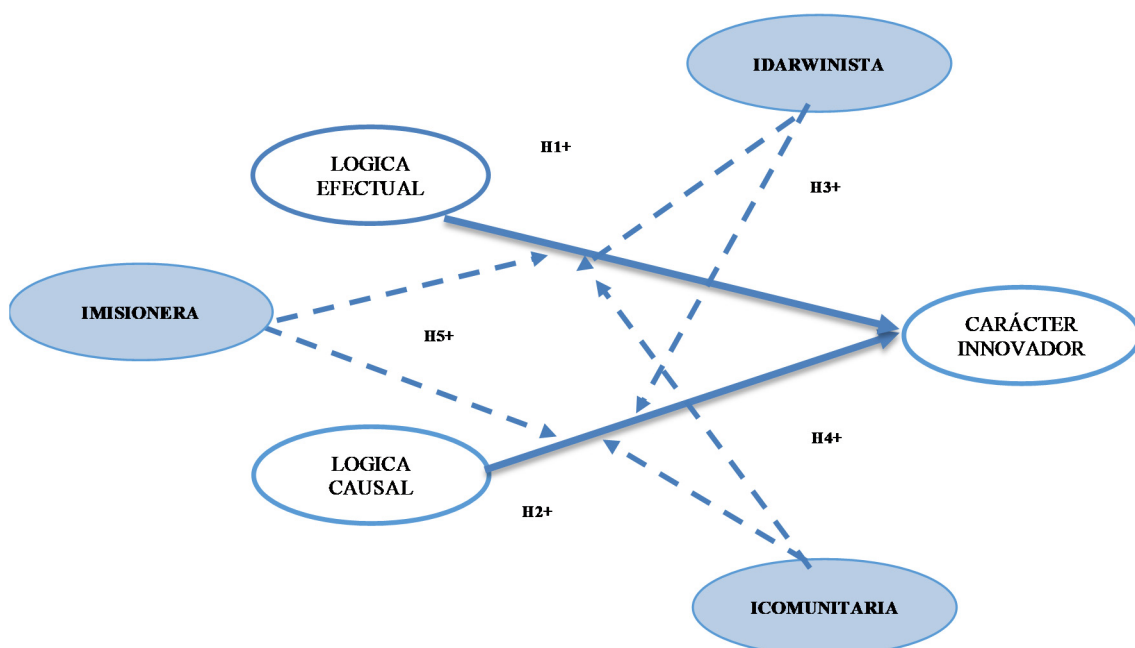 IDARWINISTA
H1+
LOGICA
EFECTUAL
H3+
IMISIONERA
H5+
CARÁCTER
INNOVADOR
H4+
LOGICA
CAUSAL
H2+
ICOMUNITARIA